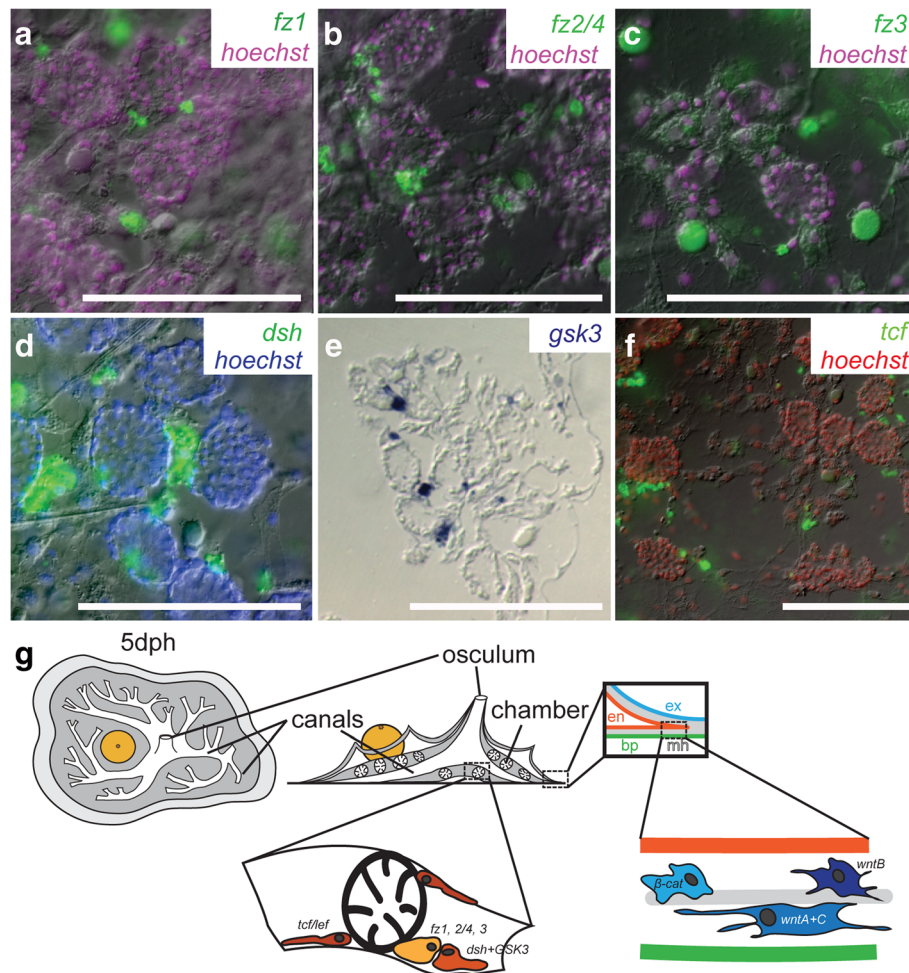 a
fz1
hoechst
b
fz2/4
hoechst
c
fz3
hoechst
d
dsh
hoechst
e
gsk3
f
tcf
hoechst
g
5dph
osculum
canals
chamber
en
ex
bp
mh
tcf/lef
fz1, 2/4, 3
dsh+GSK3
β-cat
wntB
wntA+C